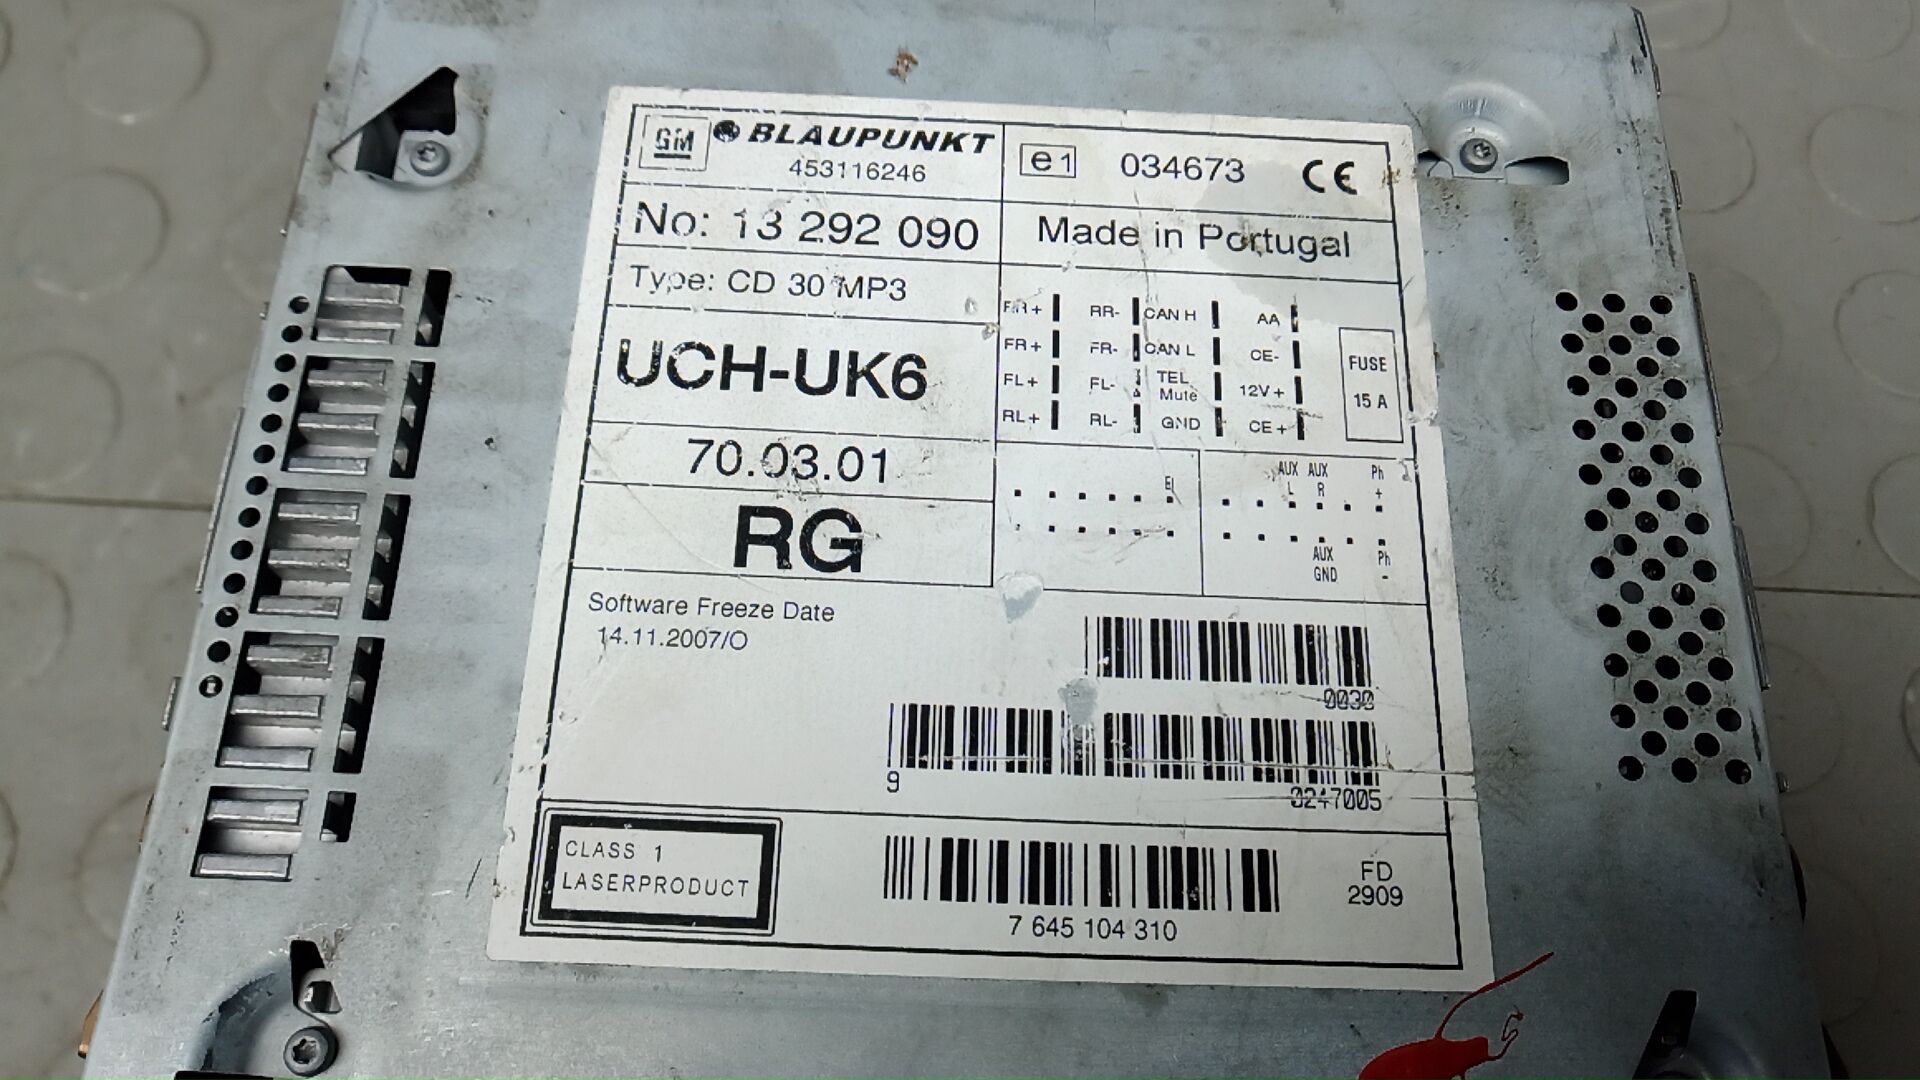 GM BLAUPUNKT
453116246
e1 034673 CE
No: 13 292 090
Made in Portugal
Type: CD 30 MP3
UCH-UK6
70.03.01
RG
RR-
CAN H
AA
FR+
FR-
CAN L
CE-
FL+
FL-
TEL
Mute
12V+
RL+
RL-
GND
CE+
FUSE
15 A
AUX AUX
L R
Ph
+
AUX
GND
Ph
-
Software Freeze Date
14.11.2007/O
0030
9
0247005
CLASS 1
LASERPRODUCT
7 645 104 310
FD
2909